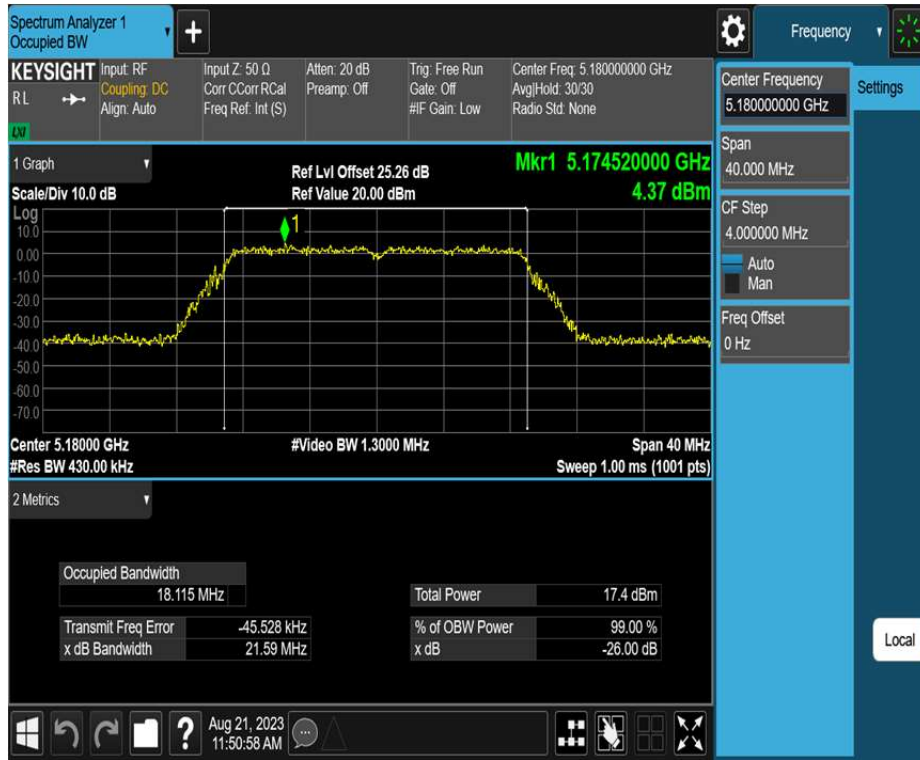 Spectrum Analyzer 1
Occupied BW
+
Frequency
KEYSIGHT
RL
LXI
Input: RF
Coupling: DC
Align: Auto
Input Z: 50 Ω
Corr CCorr RCal
Freq Ref: Int (S)
Atten: 20 dB
Preamp: Off
Trig: Free Run
Gate: Off
#IF Gain: Low
Center Freq: 5.180000000 GHz
Avg|Hold: 30/30
Radio Std: None
Center Frequency
5.180000000 GHz
Settings
Span
40.000 MHz
CF Step
4.000000 MHz
Auto
Man
Freq Offset
0 Hz
1 Graph
Scale/Div 10.0 dB
Ref Lvl Offset 25.26 dB
Ref Value 20.00 dBm
Mkr1 5.174520000 GHz
4.37 dBm
Log
1
10.0
0.00
-10.0
-20.0
-30.0
-40.0
-50.0
-60.0
-70.0
Center 5.18000 GHz
#Res BW 430.00 kHz
#Video BW 1.3000 MHz
Span 40 MHz
Sweep 1.00 ms (1001 pts)
2 Metrics
Occupied Bandwidth
18.115 MHz
Total Power 17.4 dBm
Transmit Freq Error -45.528 kHz
% of OBW Power 99.00 %
x dB Bandwidth 21.59 MHz
x dB -26.00 dB
Local
?
Aug 21, 2023
11:50:58 AM